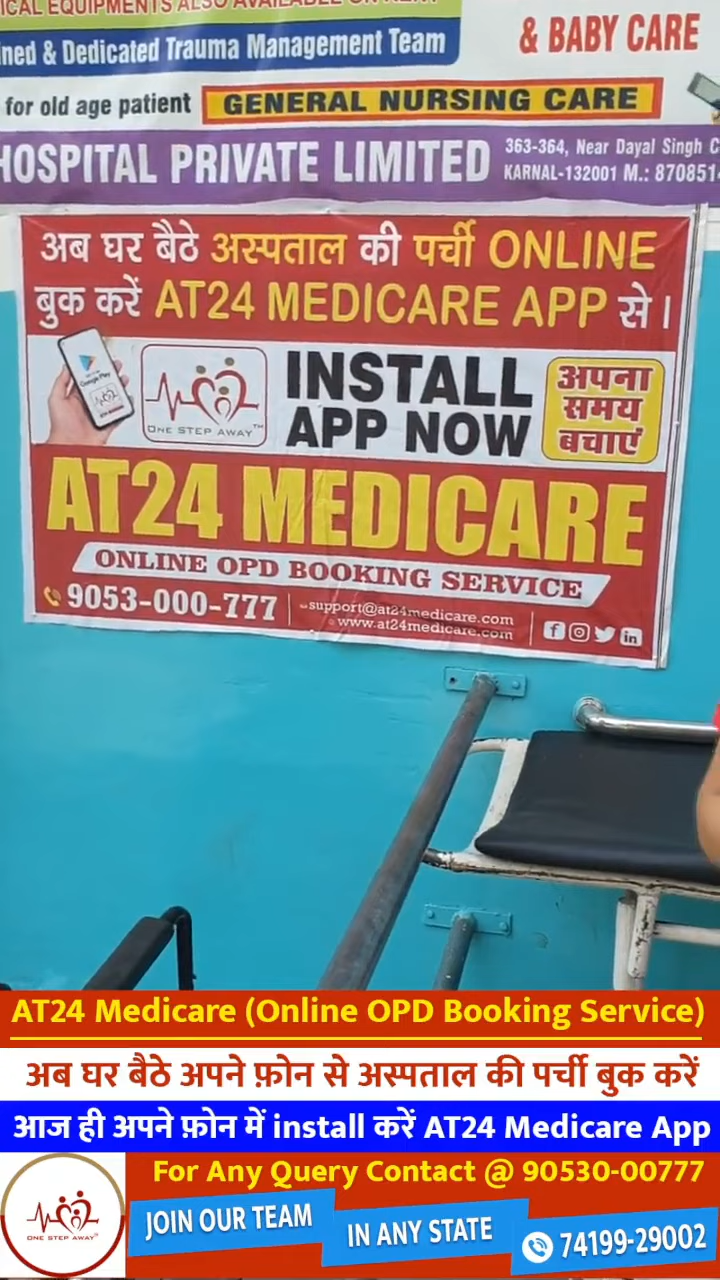 ICAL EQUIPMENTS ALSO AVAILABLE ON RENT
ned & Dedicated Trauma Management Team
& BABY CARE
for old age patient GENERAL NURSING CARE
HOSPITAL PRIVATE LIMITED
363-364, Near Dayal Singh C
KARNAL-132001 M.: 870851
अब घर बैठे अस्पताल की पर्ची ONLINE
बुक करें AT24 MEDICARE APP से।
Google Play
ONE STEP AWAY™
INSTALL
APP NOW
अपना
समय
बचाएं
AT24 MEDICARE
ONLINE OPD BOOKING SERVICE
9053-000-777
support@at24medicare.com
www.at24medicare.com
AT24 Medicare (Online OPD Booking Service)
अब घर बैठे अपने फ़ोन से अस्पताल की पर्ची बुक करें
आज ही अपने फ़ोन में install करें AT24 Medicare App
For Any Query Contact @ 90530-00777
ONE STEP AWAY
JOIN OUR TEAM
IN ANY STATE
74199-29002